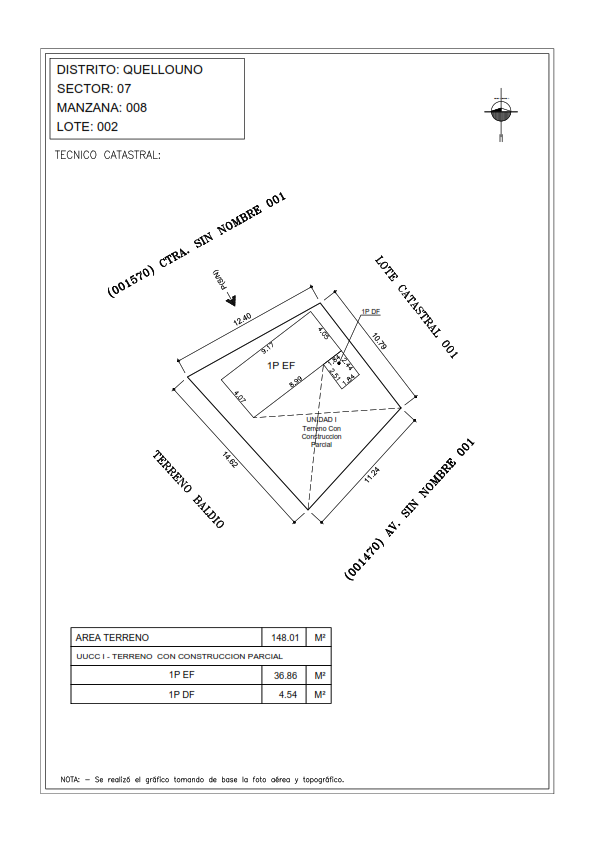 DISTRITO: QUELLOUNO
SECTOR: 07
MANZANA: 008
LOTE: 002
TECNICO CATASTRAL:
(001570) CTRA. SIN NOMBRE 001
LOTE CATASTRAL 001
P(S/N)
1P DF
12.40
10.79
9.17
4.05
1P EF
1.84
2.44
2.51
1.84
8.99
4.07
UNIDAD I
Terreno Con
Construccion
Parcial
14.62
11.24
TERRENO BALDIO
(001470) AV. SIN NOMBRE 001
AREA TERRENO 148.01 M²
UUCC I - TERRENO CON CONSTRUCCION PARCIAL
1P EF 36.86 M²
1P DF 4.54 M²
NOTA: - Se realizó el gráfico tomando de base la foto aérea y topográfico.